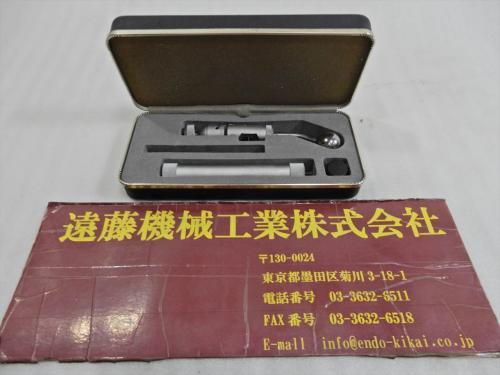 遠藤機械工業株式会社
〒130-0024
東京都墨田区菊川 3-18-1
電話番号 03-3632-6511
FAX 番号 03-3632-6518
E-mall info@endo-kikai.co.jp